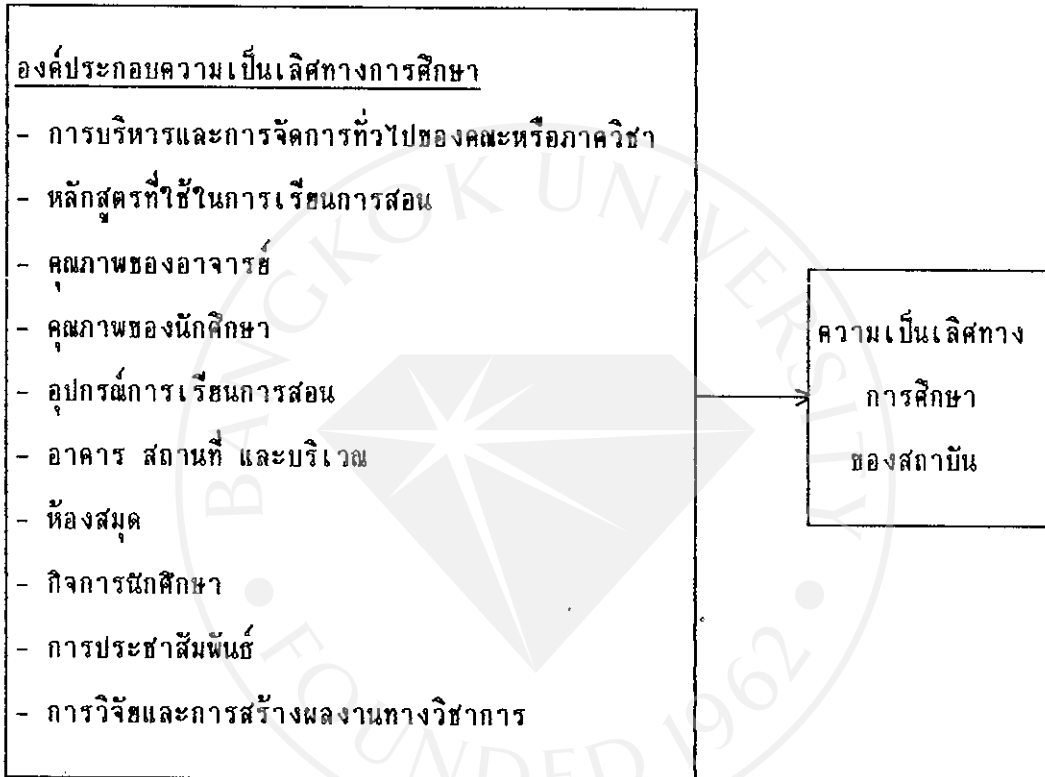 องค์ประกอบความเป็นเลิศทางการศึกษา
- การบริหารและการจัดการทั่วไปของคณะหรือภาควิชา
- หลักสูตรที่ใช้ในการเรียนการสอน
- คุณภาพของอาจารย์
- คุณภาพของนักศึกษา
- อุปกรณ์การเรียนการสอน
- อาคาร สถานที่ และบริเวณ
- ห้องสมุด
- กิจการนักศึกษา
- การประชาสัมพันธ์
- การวิจัยและการสร้างผลงานทางวิชาการ
ความเป็นเลิศทาง
การศึกษา
ของสถาบัน
BANGKOK UNIVERSITY
FOUNDED 1962